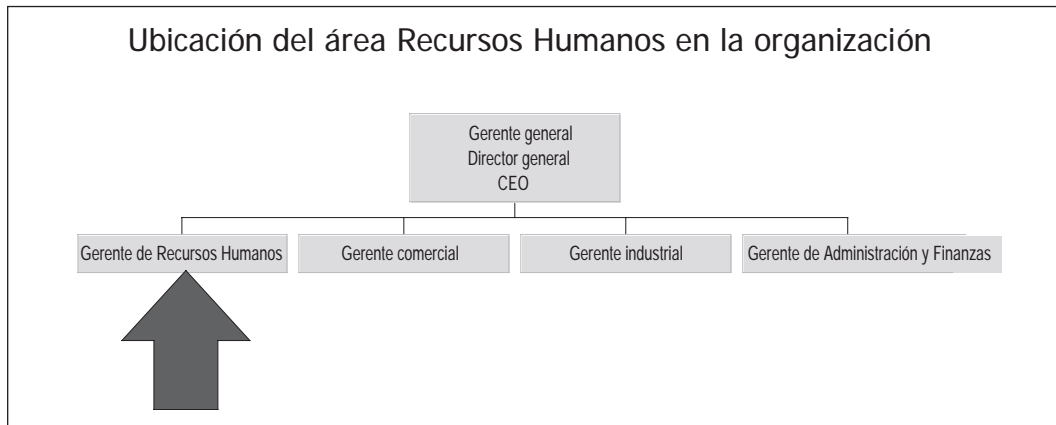 Ubicación del área Recursos Humanos en la organización
Gerente general
Director general
CEO
Gerente de Recursos Humanos
Gerente comercial
Gerente industrial
Gerente de Administración y Finanzas